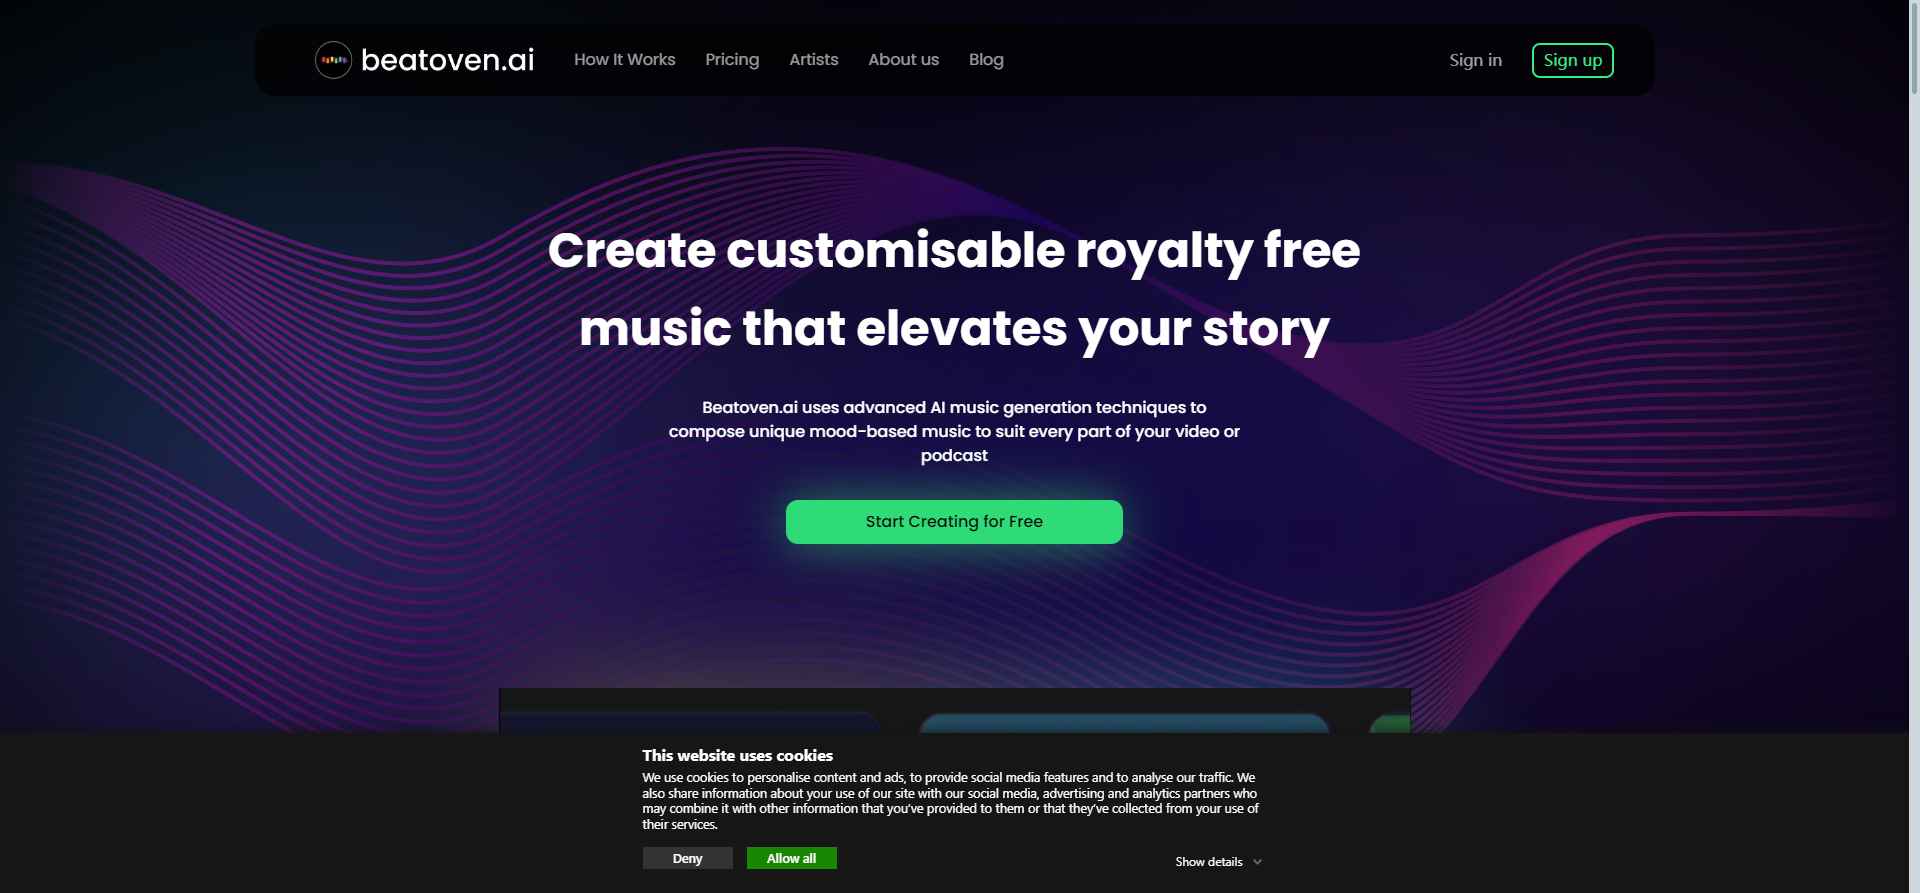 beatoven.ai How It Works Pricing Artists About us Blog Sign in Sign up
Create customisable royalty free
music that elevates your story
Beatoven.ai uses advanced AI music generation techniques to
compose unique mood-based music to suit every part of your video or
podcast
Start Creating for Free
This website uses cookies
We use cookies to personalise content and ads, to provide social media features and to analyse our traffic. We
also share information about your use of our site with our social media, advertising and analytics partners who
may combine it with other information that you've provided to them or that they've collected from your use of
their services.
Deny Allow all Show details